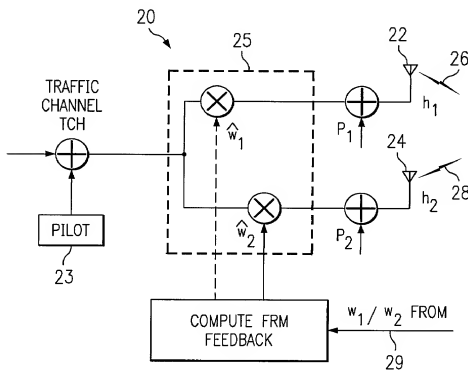 20
25
22
26
TRAFFIC
CHANNEL
TCH
ŵ1
P1
h1
24
28
PILOT
23
ŵ2
P2
h2
COMPUTE FRM
FEEDBACK
w1/ w2 FROM
29